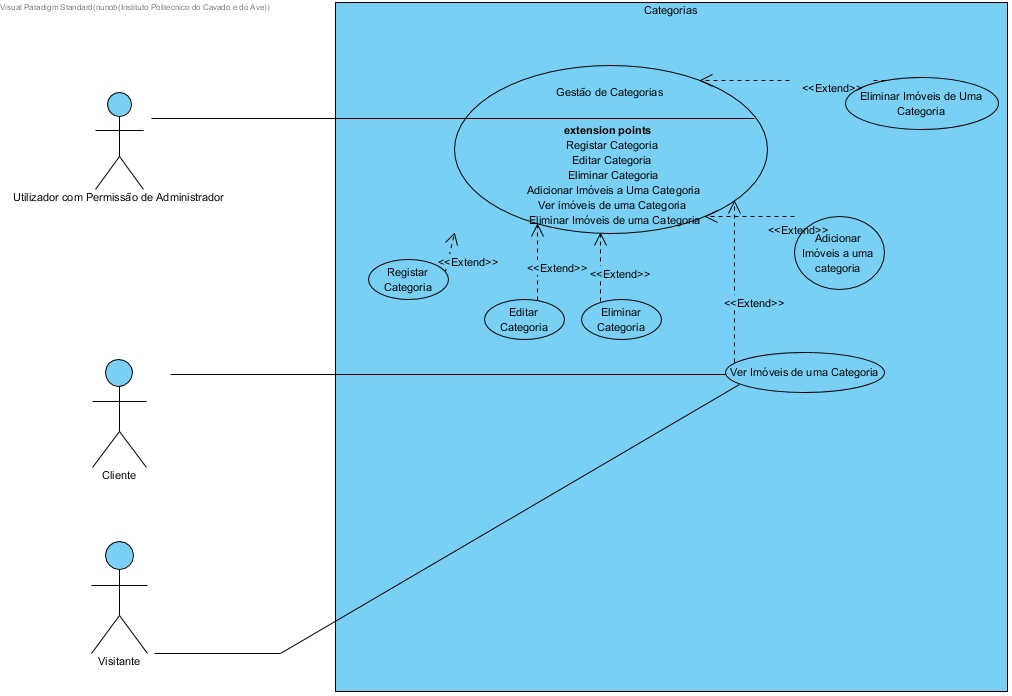 Visual Paradigm Standard(nunob(Instituto Politecnico do Cavado e do Ave))
Categorias
Gestão de Categorias
extension points
Registar Categoria
Editar Categoria
Eliminar Categoria
Adicionar Imóveis a Uma Categoria
Ver imóveis de uma Categoria
Eliminar Imóveis de uma Categoria
<<Extend>>
Eliminar Imóveis de Uma
Categoria
Utilizador com Permissão de Administrador
<<Extend>>
Adicionar
Imóveis a uma
categoria
<<Extend>>
Registar
Categoria
<<Extend>>
Editar
Categoria
<<Extend>>
Eliminar
Categoria
<<Extend>>
Ver Imóveis de uma Categoria
Cliente
Visitante